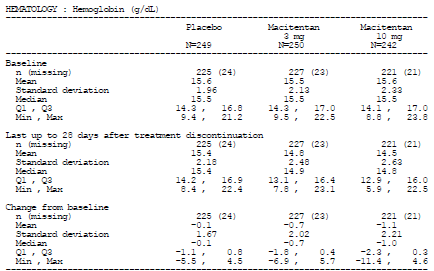 HEMATOLOGY : Hemoglobin (g/dL)
Placebo Macitentan Macitentan
3 mg 10 mg
N=249 N=250 N=242
Baseline
n (missing) 225 (24) 227 (23) 221 (21)
Mean 15.6 15.5 15.6
Standard deviation 1.96 2.13 2.33
Median 15.5 15.5 15.5
Q1 , Q3 14.3 , 16.8 14.3 , 17.0 14.1 , 17.0
Min , Max 9.4 , 21.2 9.5 , 22.5 8.8 , 23.8
Last up to 28 days after treatment discontinuation
n (missing) 225 (24) 227 (23) 221 (21)
Mean 15.4 14.8 14.5
Standard deviation 2.18 2.48 2.63
Median 15.4 14.9 14.8
Q1 , Q3 14.2 , 16.9 13.1 , 16.4 12.9 , 16.0
Min , Max 8.4 , 22.4 7.8 , 23.1 5.9 , 22.5
Change from baseline
n (missing) 225 (24) 227 (23) 221 (21)
Mean -0.1 -0.7 -1.1
Standard deviation 1.67 2.02 2.21
Median -0.1 -0.7 -1.0
Q1 , Q3 -1.1 , 0.8 -1.8 , 0.4 -2.3 , 0.3
Min , Max -5.5 , 4.5 -6.9 , 5.7 -11.4 , 4.6